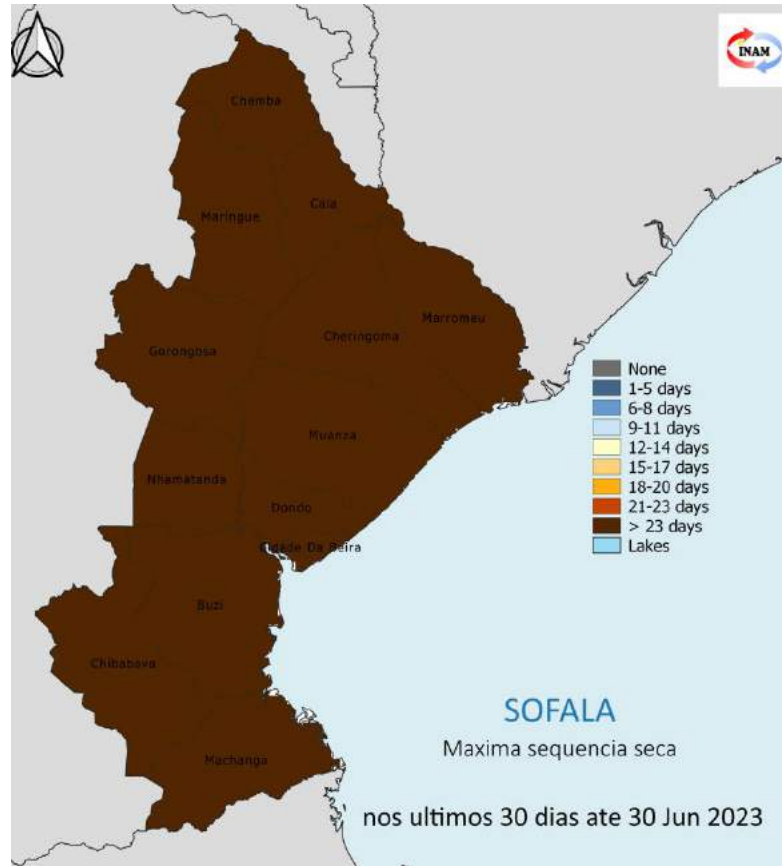 INAM
Chemba
Caia
Maringue
Marromeu
Cheringoma
Gorongosa
Muanza
Nhamatanda
Dondo
Cidade Da Beira
Buzi
Chibabava
Machanga
None
1-5 days
6-8 days
9-11 days
12-14 days
15-17 days
18-20 days
21-23 days
> 23 days
Lakes
SOFALA
Maxima sequencia seca
nos ultimos 30 dias ate 30 Jun 2023